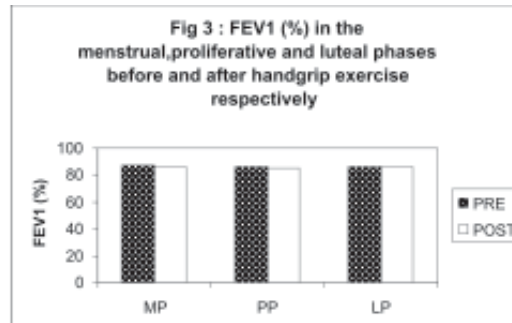 Fig 3 : FEV1 (%) in the
menstrual,proliferative and luteal phases
before and after handgrip exercise
respectively
100
80
60
40
20
0
FEV1 (%)
MP
PP
LP
PRE
POST